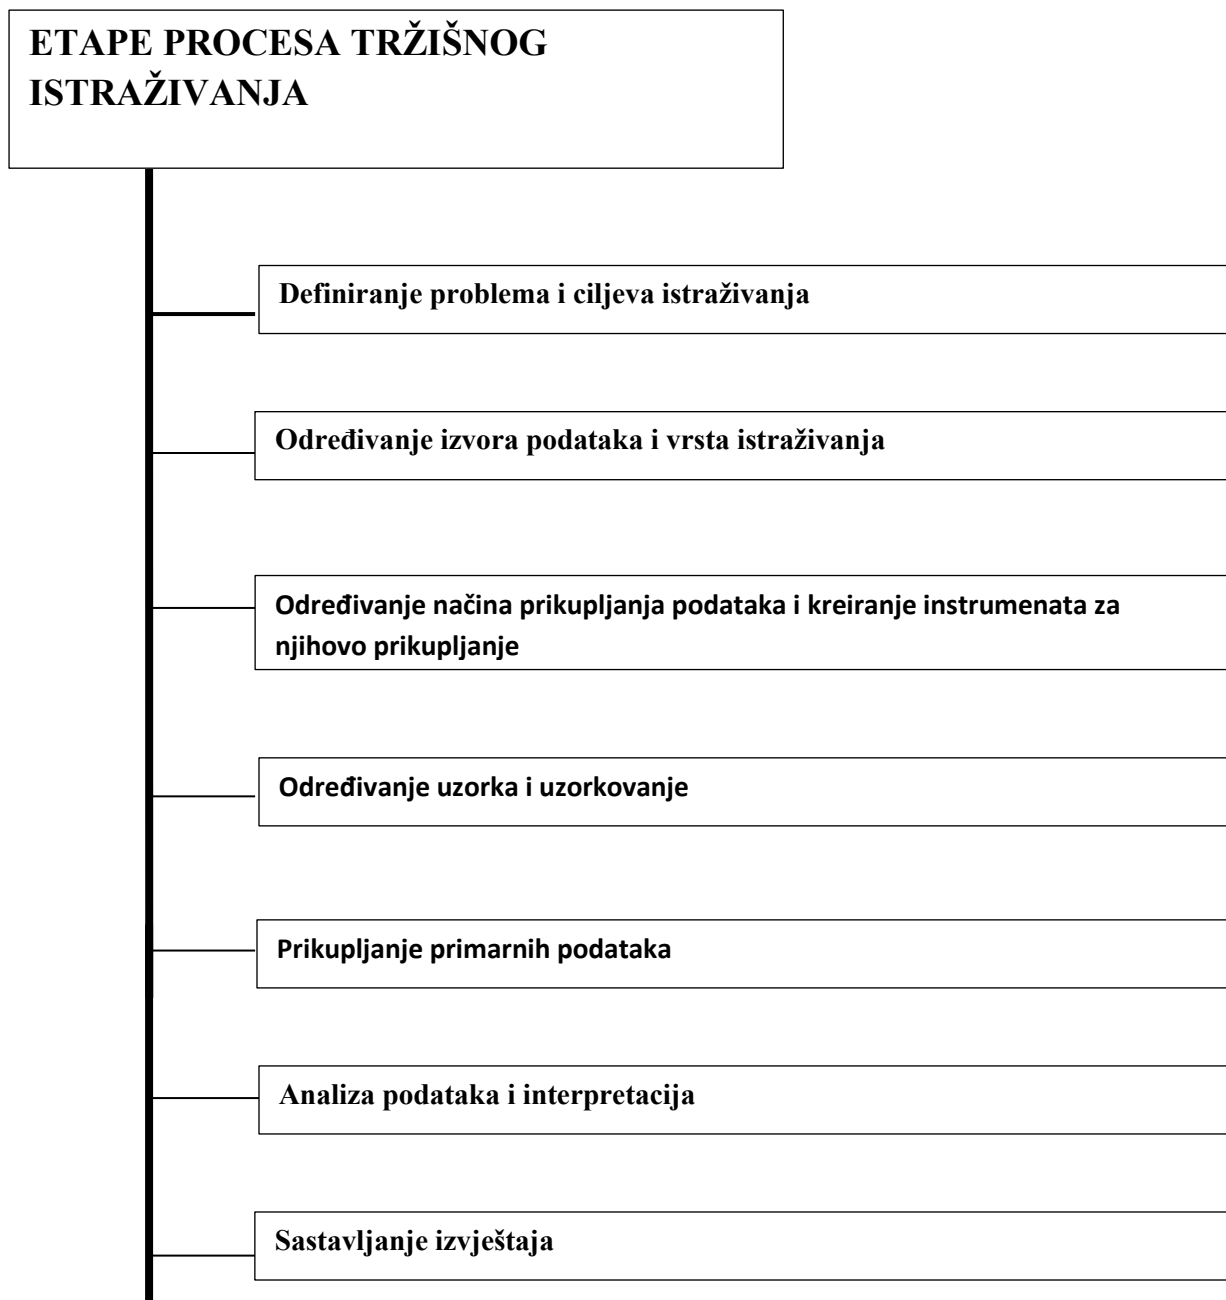 ETAPE PROCESA TRŽIŠNOG
ISTRAŽIVANJA
Definiranje problema i ciljeva istraživanja
Određivanje izvora podataka i vrsta istraživanja
Određivanje načina prikupljanja podataka i kreiranje instrumenata za
njihovo prikupljanje
Određivanje uzorka i uzorkovanje
Prikupljanje primarnih podataka
Analiza podataka i interpretacija
Sastavljanje izvještaja